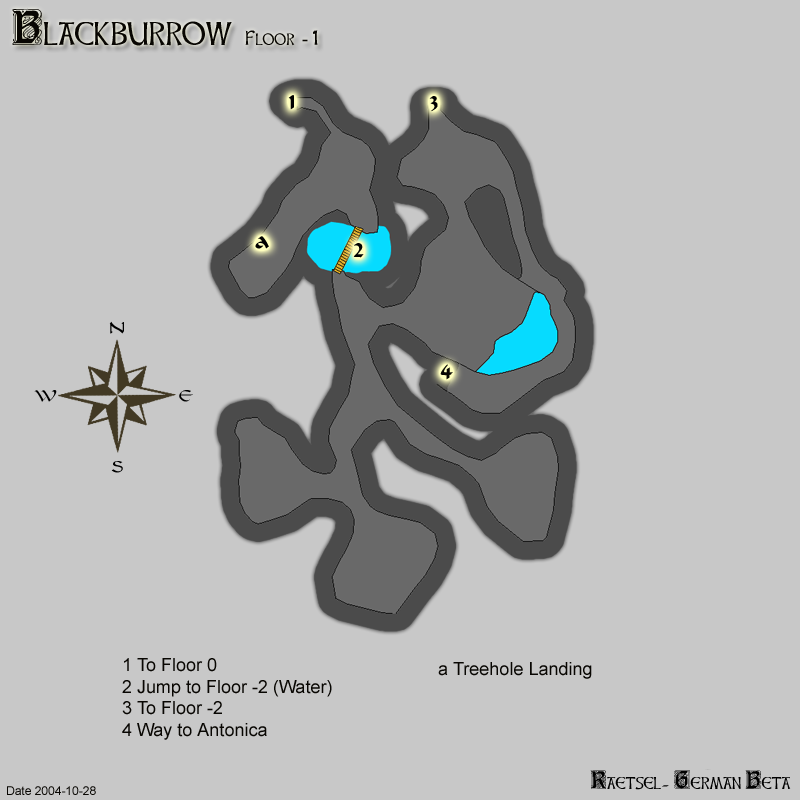 BLACKBURROW FLOOR -1
1
3
a
2
4
N
W
E
S
1 To Floor 0
2 Jump to Floor -2 (Water)
3 To Floor -2
4 Way to Antonica
a Treehole Landing
RAETSEL- GERMAN BETA
Date 2004-10-28